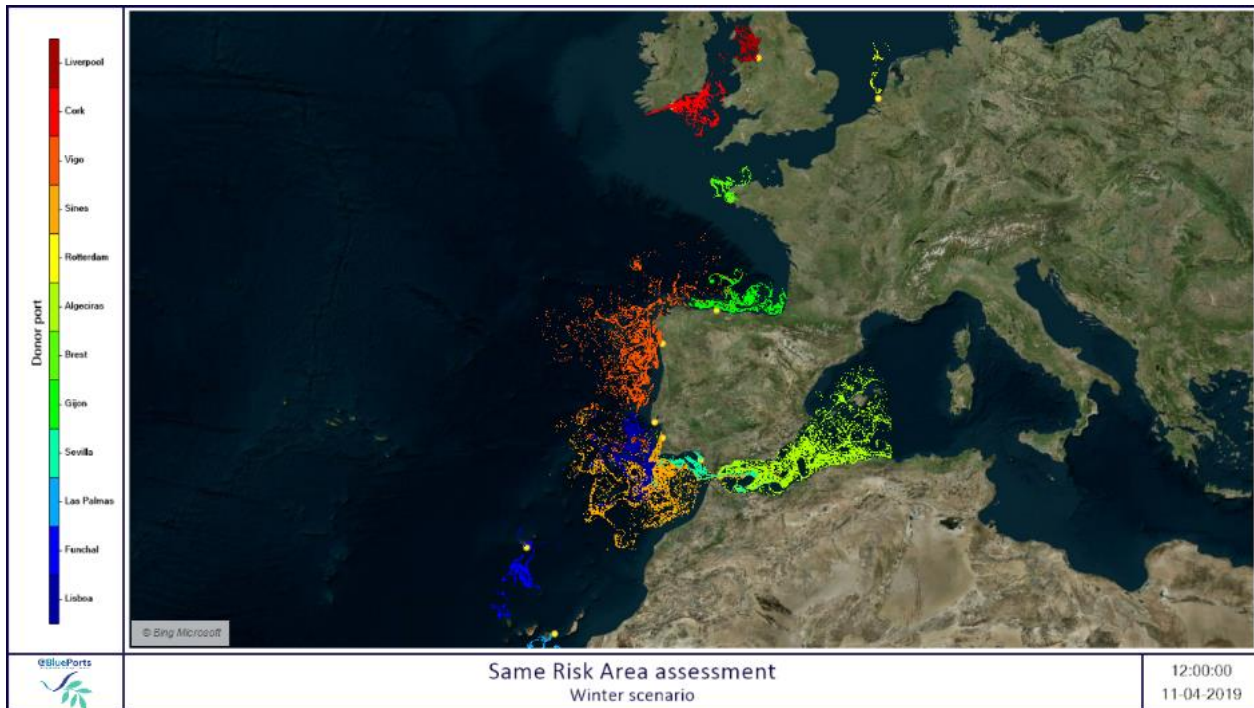 Liverpool
Cork
Vigo
Sines
Rotterdam
Algeciras
Brest
Gijon
Sevilla
Las Palmas
Funchal
Lisboa
Donor port
© Bing Microsoft
@BluePorts
Same Risk Area assessment
Winter scenario
12:00:00
11-04-2019